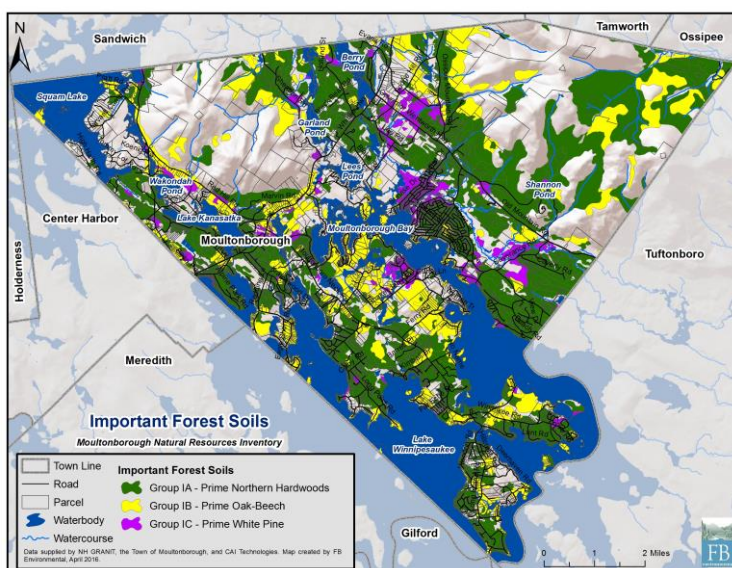 Sandwich
Tamworth
Ossipee
N
Berry
Pond
Squam Lake
Garland
Pond
Lees
Pond
Shannon
Pond
Wakondah
Pond
Center Harbor
Lake Kanasatka
Moultonborough Bay
Moultonborough
Holderness
Tuftonboro
Meredith
Important Forest Soils
Moultonborough Natural Resources Inventory
Lake
Winnipesaukee
Town Line
Road
Parcel
Waterbody
Watercourse
Important Forest Soils
Group IA - Prime Northern Hardwoods
Group IB - Prime Oak-Beech
Group IC - Prime White Pine
Data supplied by NH GRANIT, the Town of Moultonborough, and CAI Technologies. Map created by FB
Environmental, April 2016.
Gilford
0 1 2 Miles
FB